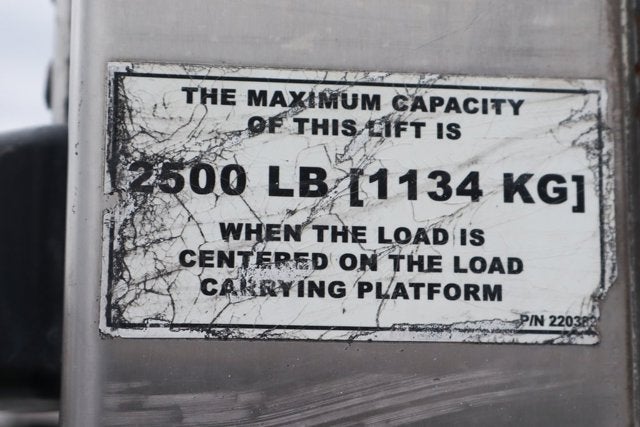 THE MAXIMUM CAPACITY
OF THIS LIFT IS
2500 LB [1134 KG]
WHEN THE LOAD IS
CENTERED ON THE LOAD
CARRYING PLATFORM
P/N